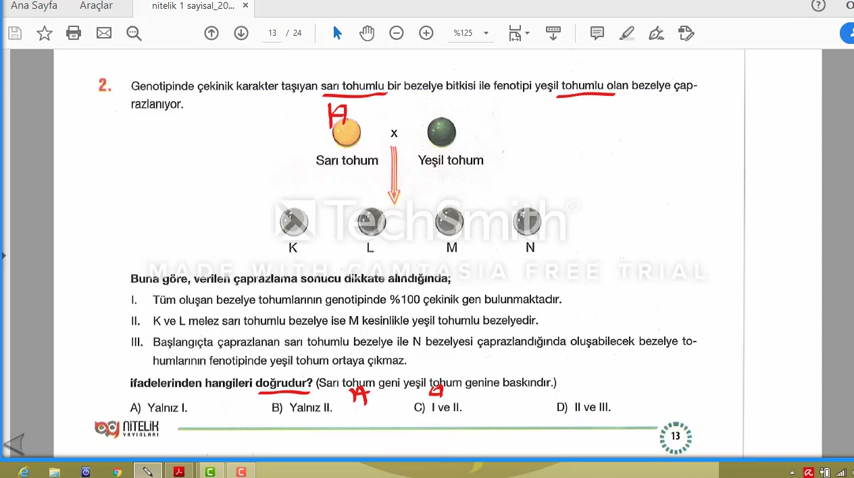 Ana Sayfa
Araçlar
nitelik 1 sayisal_20...
×
13 / 24
%125
2. Genotipinde çekinik karakter taşıyan sarı tohumlu bir bezelye bitkisi ile fenotipi yeşil tohumlu olan bezelye çap-
razlanıyor.
x
Sarı tohum
Yeşil tohum
TechSmith
K
L
M
N
MADE WITH CAMTASIA FREE TRIAL
Buna göre, verilen çaprazlama sonucu dikkate alındığında;
I. Tüm oluşan bezelye tohumlarının genotipinde %100 çekinik gen bulunmaktadır.
II. K ve L melez sarı tohumlu bezelye ise M kesinlikle yeşil tohumlu bezelyedir.
III. Başlangıçta çaprazlanan sarı tohumlu bezelye ile N bezelyesi çaprazlandığında oluşabilecek bezelye to-
humlarının fenotipinde yeşil tohum ortaya çıkmaz.
ifadelerinden hangileri doğrudur? (Sarı tohum geni yeşil tohum genine baskındır.)
A) Yalnız I.
B) Yalnız II.
C) I ve II.
D) II ve III.
NİTELİK
YAYINLARI
13